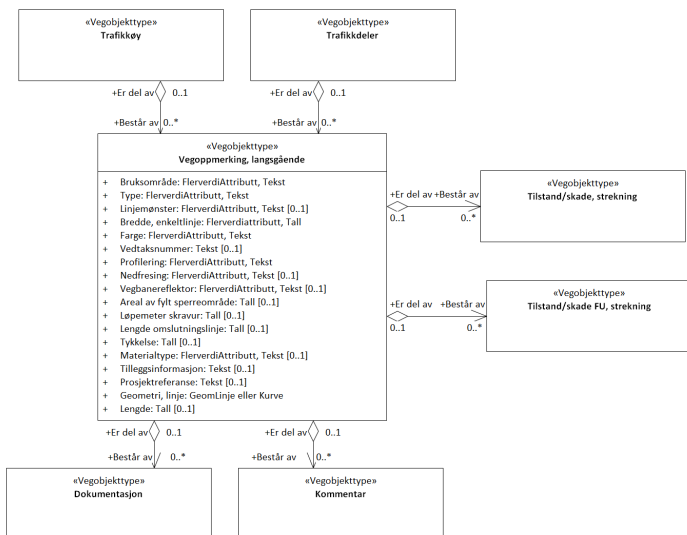 «Vegobjekttype»
Trafikkøy
«Vegobjekttype»
Trafikkdeler
+Er del av 0..1
+Er del av 0..1
+Består av 0..*
+Består av 0..*
«Vegobjekttype»
Vegoppmerking, langsgående
+ Bruksområde: FlerverdiAttributt, Tekst
+ Type: FlerverdiAttributt, Tekst
+ Linjemønster: FlerverdiAttributt, Tekst [0..1]
+ Bredde, enkeltlinje: Flerverdiattributt, Tall
+ Farge: FlerverdiAttributt, Tekst
+ Vedtaksnummer: Tekst [0..1]
+ Profilering: FlerverdiAttributt, Tekst
+ Nedfresing: FlerverdiAttributt, Tekst [0..1]
+ Vegbanereflektor: FlerverdiAttributt, Tekst [0..1]
+ Areal av fylt sperreområde: Tall [0..1]
+ Løpemeter skravur: Tall [0..1]
+ Lengde omslutningslinje: Tall [0..1]
+ Tykkelse: Tall [0..1]
+ Materialtype: FlerverdiAttributt, Tekst [0..1]
+ Tilleggsinformasjon: Tekst [0..1]
+ Prosjektreferanse: Tekst [0..1]
+ Geometri, linje: GeomLinje eller Kurve
+ Lengde: Tall [0..1]
+Er del av +Består av
0..1 0..*
«Vegobjekttype»
Tilstand/skade, strekning
+Er del av +Består av
0..1 0..*
«Vegobjekttype»
Tilstand/skade FU, strekning
+Er del av 0..1
+Er del av 0..1
+Består av 0..*
+Består av 0..*
«Vegobjekttype»
Dokumentasjon
«Vegobjekttype»
Kommentar